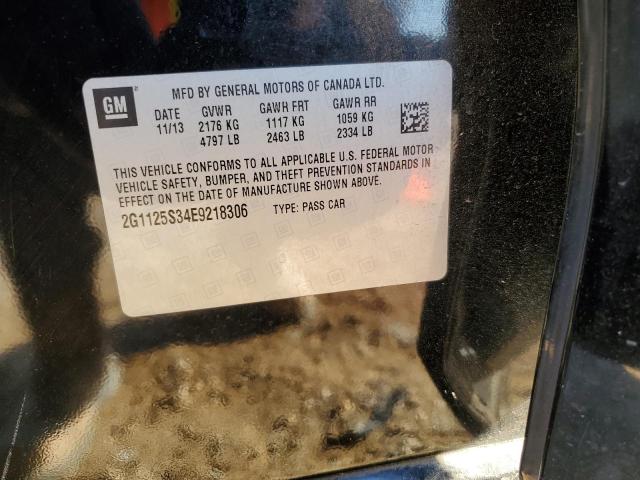 GM
MFD BY GENERAL MOTORS OF CANADA LTD.
DATE GVWR GAWR FRT GAWR RR
11/13 2176 KG 1117 KG 1059 KG
4797 LB 2463 LB 2334 LB
THIS VEHICLE CONFORMS TO ALL APPLICABLE U.S. FEDERAL MOTOR
VEHICLE SAFETY, BUMPER, AND THEFT PREVENTION STANDARDS IN
EFFECT ON THE DATE OF MANUFACTURE SHOWN ABOVE.
2G1125S34E9218306 TYPE: PASS CAR